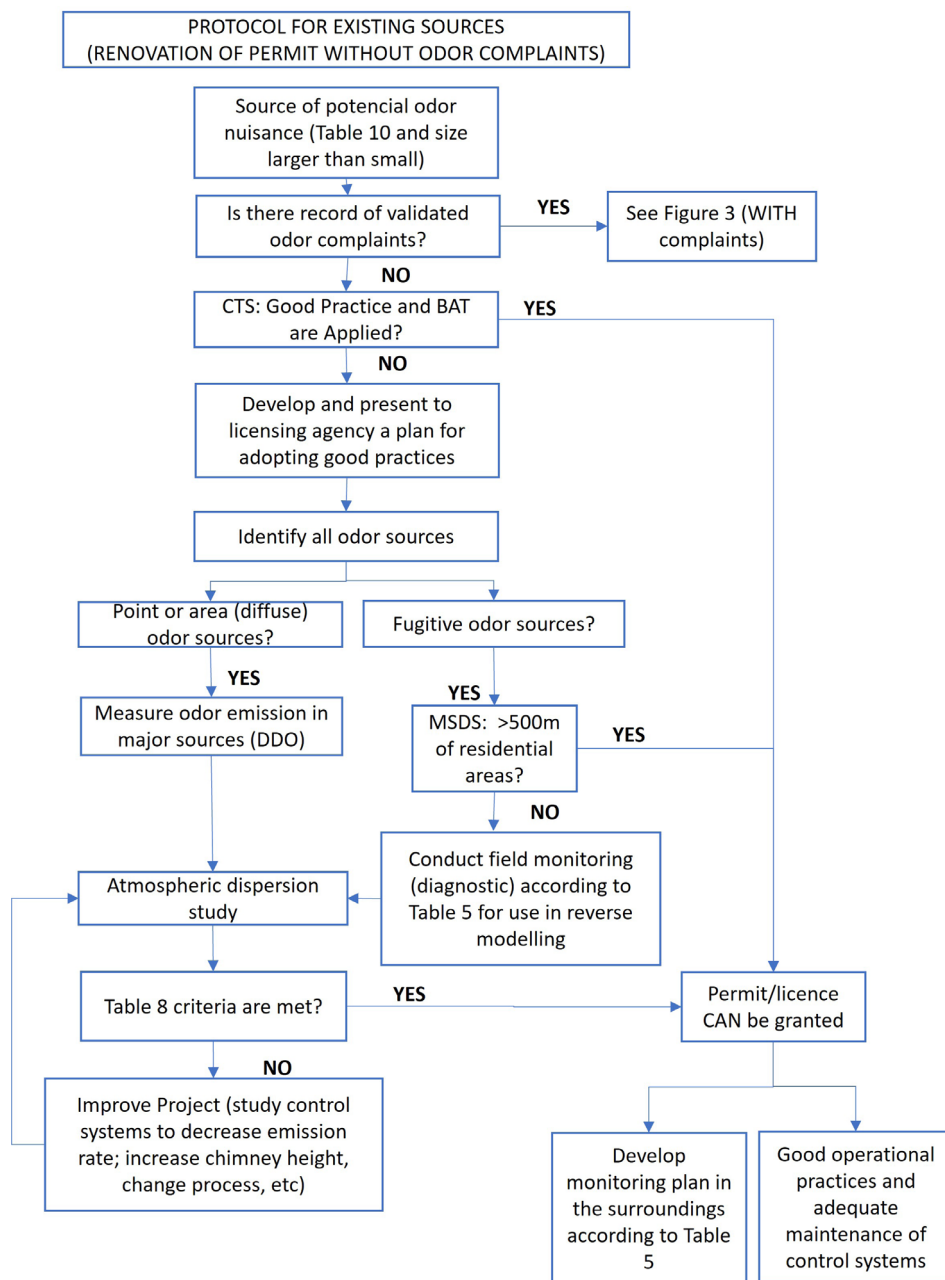 PROTOCOL FOR EXISTING SOURCES
(RENOVATION OF PERMIT WITHOUT ODOR COMPLAINTS)
Source of potencial odor
nuisance (Table 10 and size
larger than small)
Is there record of validated
odor complaints?
YES
See Figure 3 (WITH
complaints)
NO
CTS: Good Practice and BAT
are Applied?
YES
NO
Develop and present to
licensing agency a plan for
adopting good practices
Identify all odor sources
Point or area (diffuse)
odor sources?
Fugitive odor sources?
YES
YES
Measure odor emission in
major sources (DDO)
MSDS:  >500m
of residential
areas?
YES
NO
Conduct field monitoring
(diagnostic) according to
Table 5 for use in reverse
modelling
Atmospheric dispersion
study
Table 8 criteria are met?
YES
Permit/licence
CAN be granted
NO
Improve Project (study control
systems to decrease emission
rate; increase chimney height,
change process, etc)
Develop
monitoring plan in
the surroundings
according to Table
5
Good operational
practices and
adequate
maintenance of
control systems